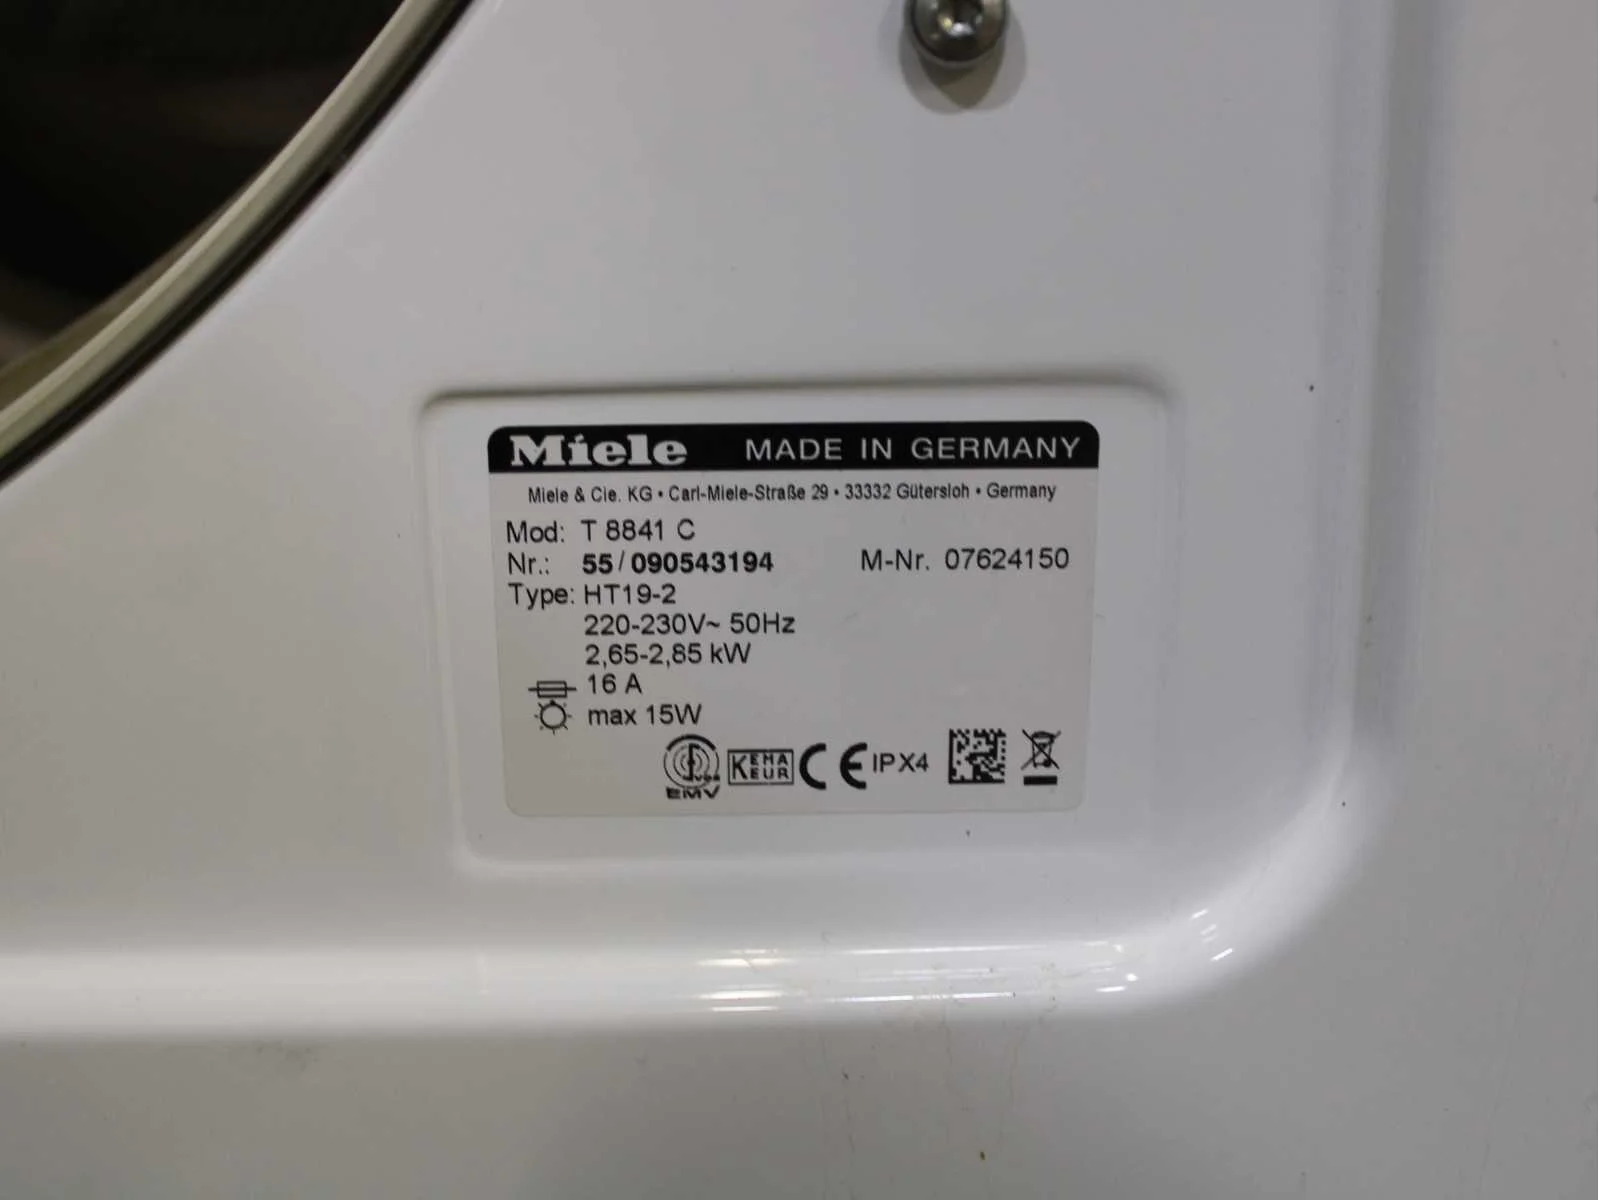 Miele MADE IN GERMANY
Miele & Cie. KG • Carl-Miele-Straße 29 • 33332 Gütersloh • Germany
Mod: T 8841 C
Nr.: 55/090543194 M-Nr. 07624150
Type: HT19-2
220-230V~ 50Hz
2,65-2,85 kW
16 A
max 15W
VDE KEMA EUR CE IPX4
EMV